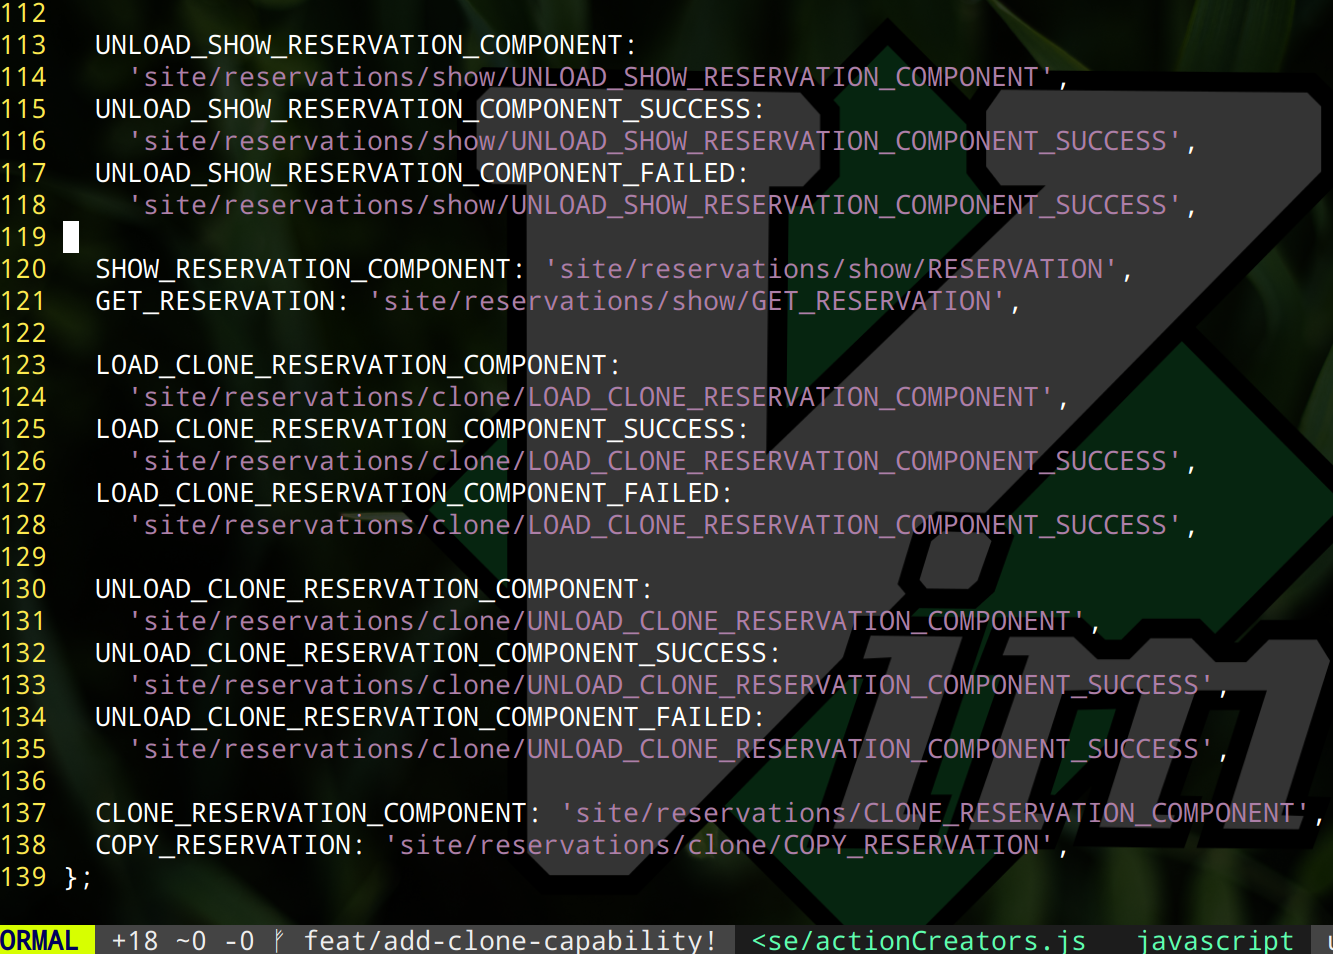 112
113 UNLOAD_SHOW_RESERVATION_COMPONENT:
114 'site/reservations/show/UNLOAD_SHOW_RESERVATION_COMPONENT',
115 UNLOAD_SHOW_RESERVATION_COMPONENT_SUCCESS:
116 'site/reservations/show/UNLOAD_SHOW_RESERVATION_COMPONENT_SUCCESS',
117 UNLOAD_SHOW_RESERVATION_COMPONENT_FAILED:
118 'site/reservations/show/UNLOAD_SHOW_RESERVATION_COMPONENT_SUCCESS',
119
120 SHOW_RESERVATION_COMPONENT: 'site/reservations/show/RESERVATION',
121 GET_RESERVATION: 'site/reservations/show/GET_RESERVATION',
122
123 LOAD_CLONE_RESERVATION_COMPONENT:
124 'site/reservations/clone/LOAD_CLONE_RESERVATION_COMPONENT',
125 LOAD_CLONE_RESERVATION_COMPONENT_SUCCESS:
126 'site/reservations/clone/LOAD_CLONE_RESERVATION_COMPONENT_SUCCESS',
127 LOAD_CLONE_RESERVATION_COMPONENT_FAILED:
128 'site/reservations/clone/LOAD_CLONE_RESERVATION_COMPONENT_SUCCESS',
129
130 UNLOAD_CLONE_RESERVATION_COMPONENT:
131 'site/reservations/clone/UNLOAD_CLONE_RESERVATION_COMPONENT',
132 UNLOAD_CLONE_RESERVATION_COMPONENT_SUCCESS:
133 'site/reservations/clone/UNLOAD_CLONE_RESERVATION_COMPONENT_SUCCESS',
134 UNLOAD_CLONE_RESERVATION_COMPONENT_FAILED:
135 'site/reservations/clone/UNLOAD_CLONE_RESERVATION_COMPONENT_SUCCESS',
136
137 CLONE_RESERVATION_COMPONENT: 'site/reservations/CLONE_RESERVATION_COMPONENT',
138 COPY_RESERVATION: 'site/reservations/clone/COPY_RESERVATION',
139 };
ORMAL +18 ~0 -0 ᚠ feat/add-clone-capability! <se/actionCreators.js javascript u
Vim